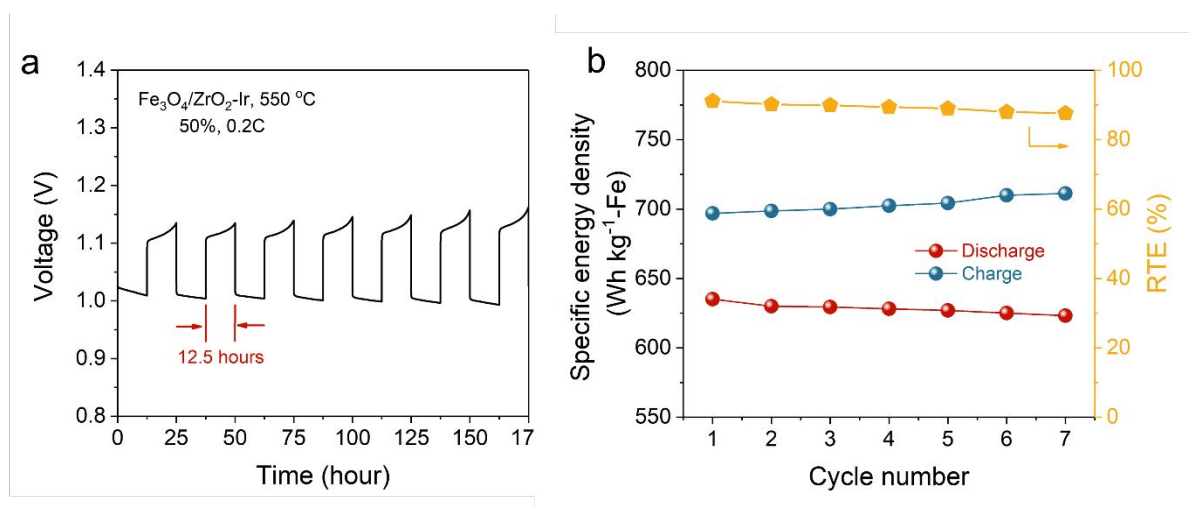 a
Fe₃O₄/ZrO₂-Ir, 550 °C
50%, 0.2C
1.4
1.3
1.2
1.1
1.0
0.9
0.8
Voltage (V)
12.5 hours
0 25 50 75 100 125 150 17
Time (hour)
b
800
750
700
650
600
550
Specific energy density
(Wh kg⁻¹-Fe)
Discharge
Charge
100
80
60
40
20
0
RTE (%)
1 2 3 4 5 6 7
Cycle number